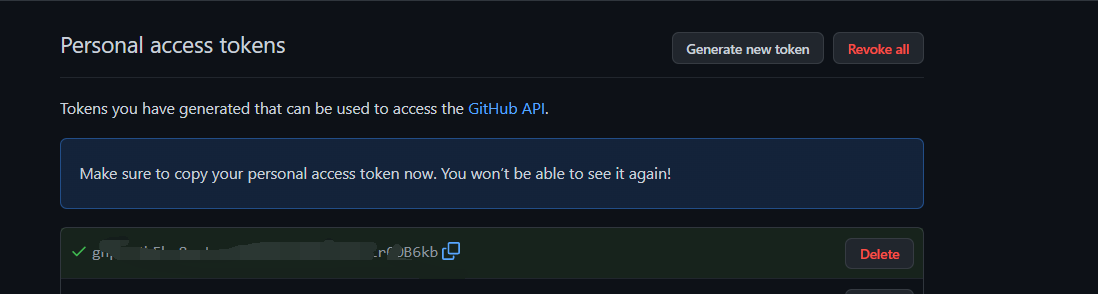 Personal access tokens
Generate new token
Revoke all
Tokens you have generated that can be used to access the GitHub API.
Make sure to copy your personal access token now. You won't be able to see it again!
Delete